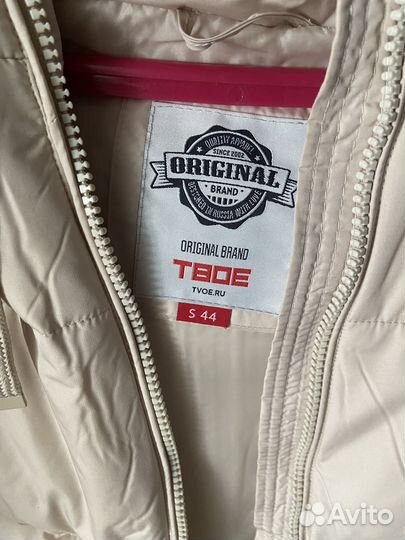 QUALITY APPAREL
SINCE 2002
ORIGINAL
BRAND
DESIGNED IN RUSSIA WITH LOVE
ORIGINAL BRAND
ТВОЕ
TVOE.RU
S 44
Avito